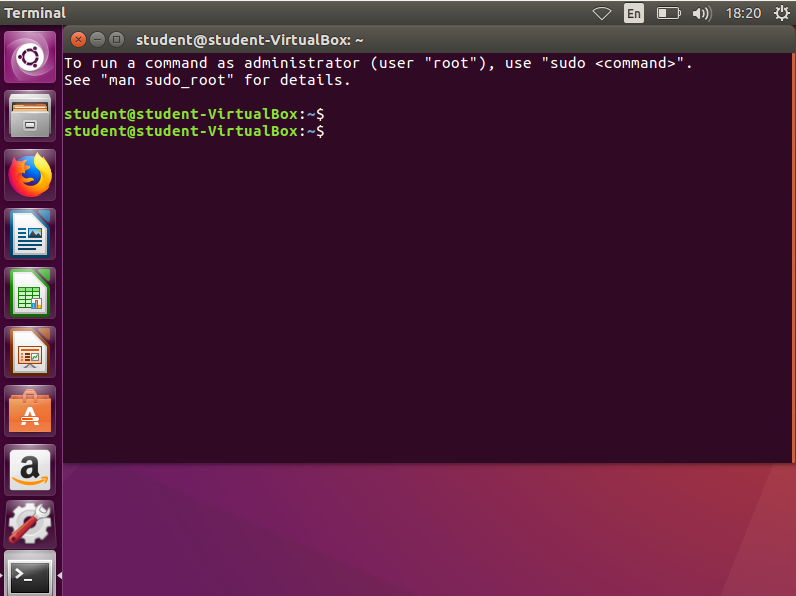 Terminal
En
18:20
student@student-VirtualBox: ~
To run a command as administrator (user "root"), use "sudo <command>".
See "man sudo_root" for details.
student@student-VirtualBox:~$
student@student-VirtualBox:~$
A
a
>_